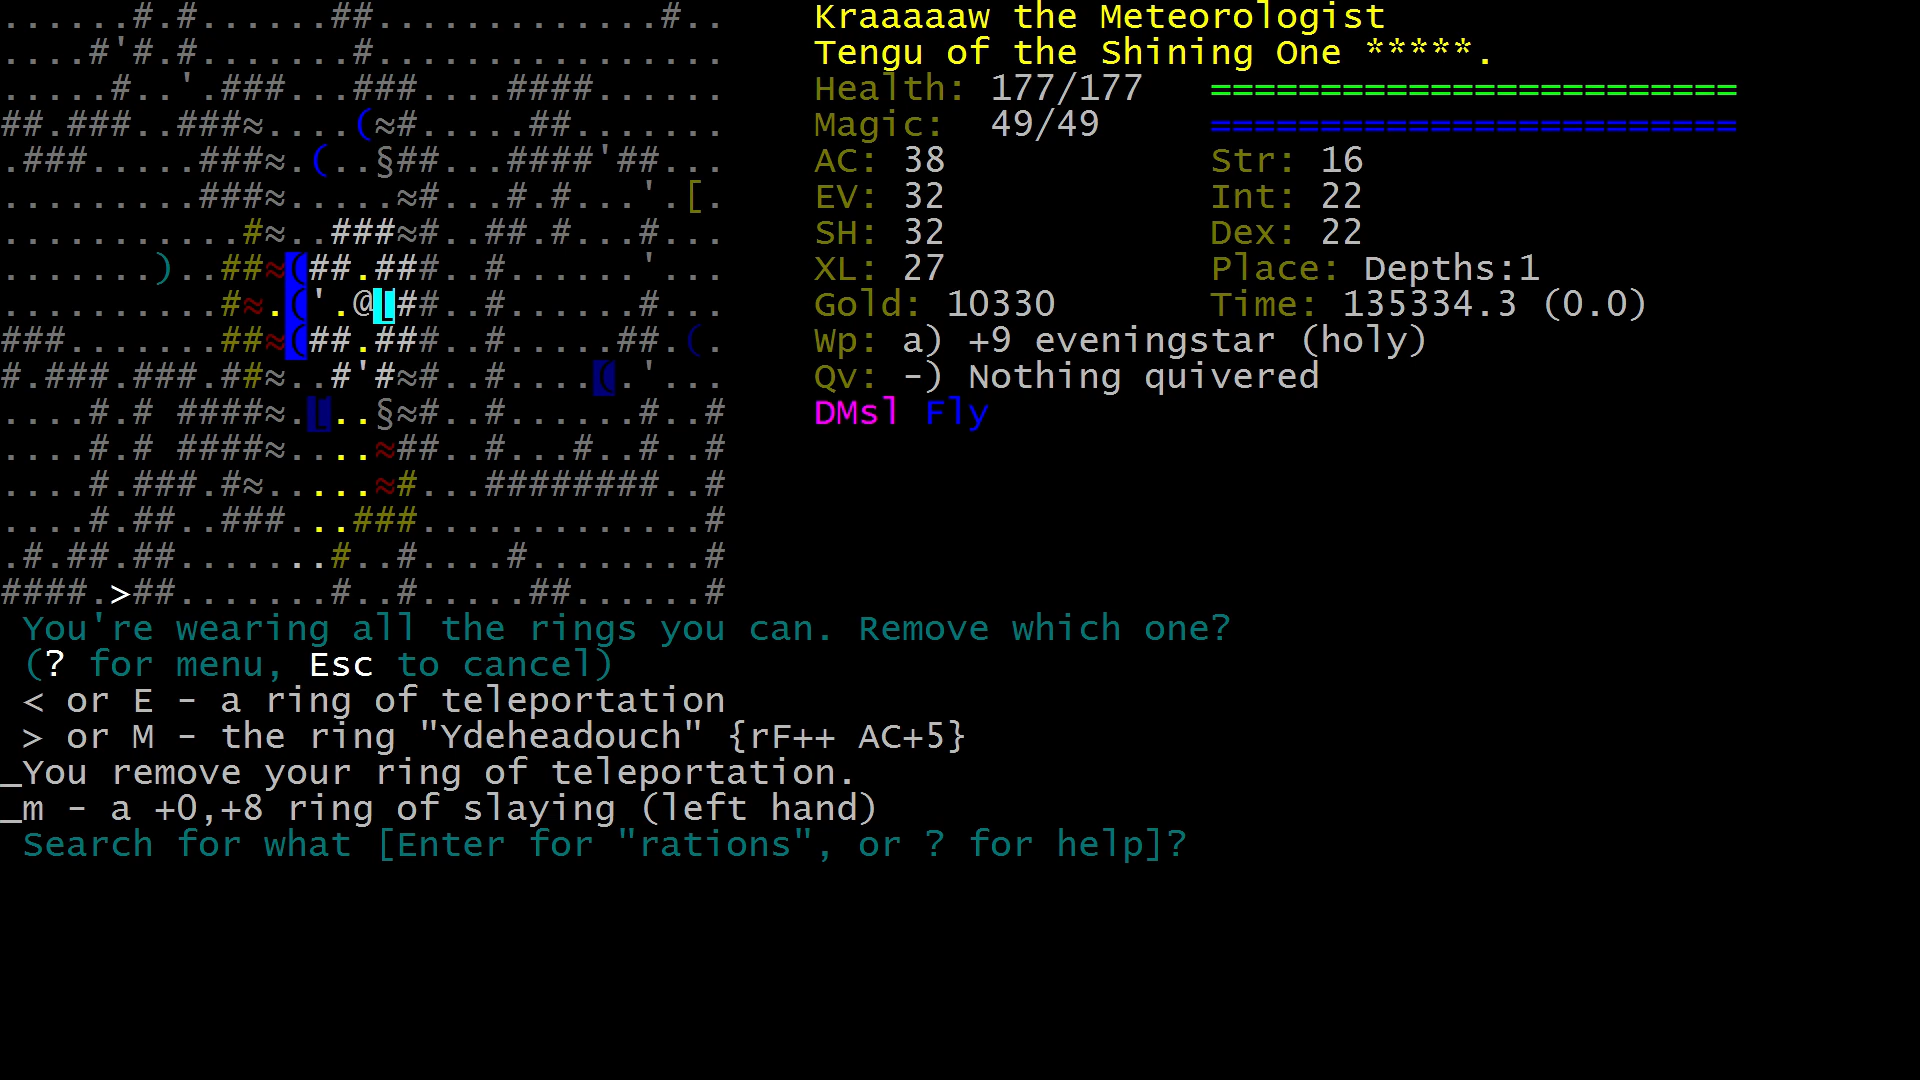 Kraaaaaw the Meteorologist
Tengu of the Shining One *****.
Health: 177/177
Magic: 49/49
AC: 38 Str: 16
EV: 32 Int: 22
SH: 32 Dex: 22
XL: 27 Place: Depths:1
Gold: 10330 Time: 135334.3 (0.0)
Wp: a) +9 eveningstar (holy)
Qv: -) Nothing quivered
DMsl Fly
You're wearing all the rings you can. Remove which one?
(? for menu, Esc to cancel)
< or E - a ring of teleportation
> or M - the ring "Ydeheadouch" {rF++ AC+5}
_You remove your ring of teleportation.
_m - a +0,+8 ring of slaying (left hand)
Search for what [Enter for "rations", or ? for help]?